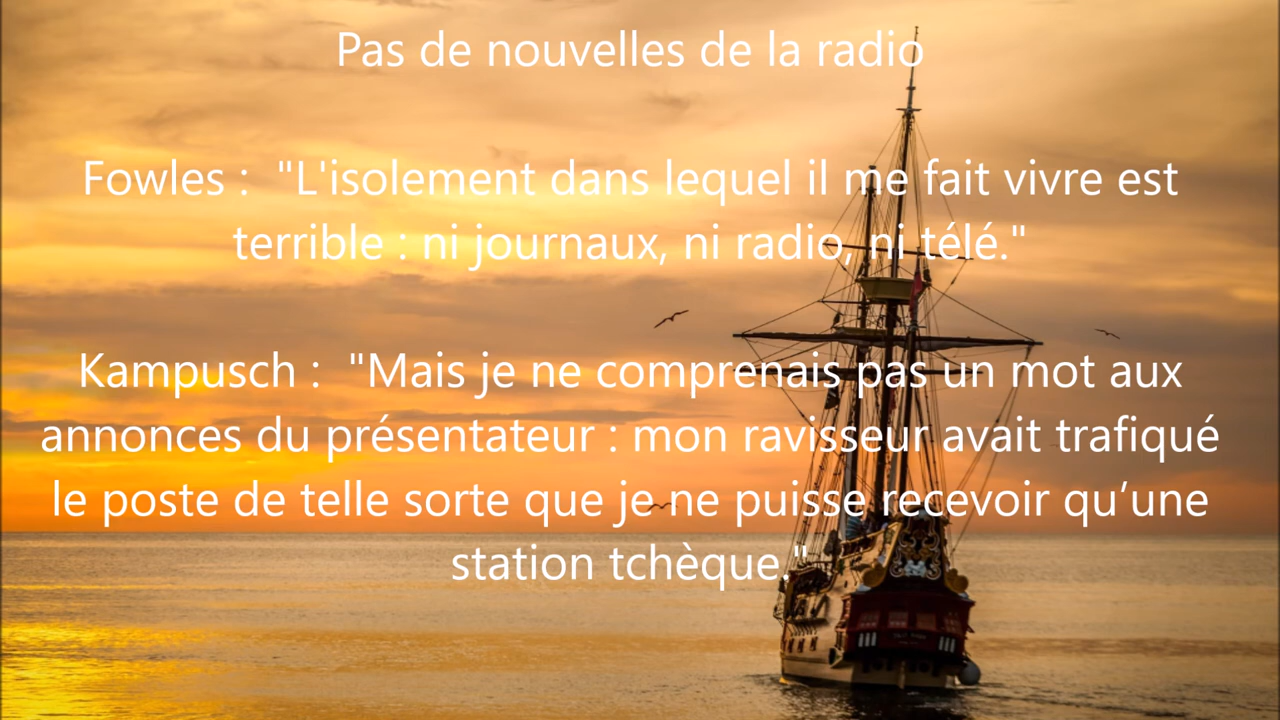 Pas de nouvelles de la radio
Fowles :  "L'isolement dans lequel il me fait vivre est
terrible : ni journaux, ni radio, ni télé."
Kampusch :  "Mais je ne comprenais pas un mot aux
annonces du présentateur : mon ravisseur avait trafiqué
le poste de telle sorte que je ne puisse recevoir qu’une
station tchèque."